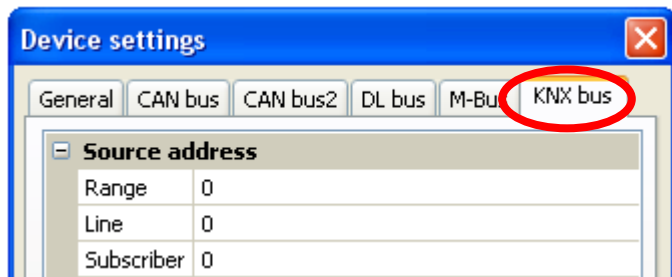 Device settings
General CAN bus CAN bus2 DL bus M-Bus KNX bus
Source address
Range 0
Line 0
Subscriber 0